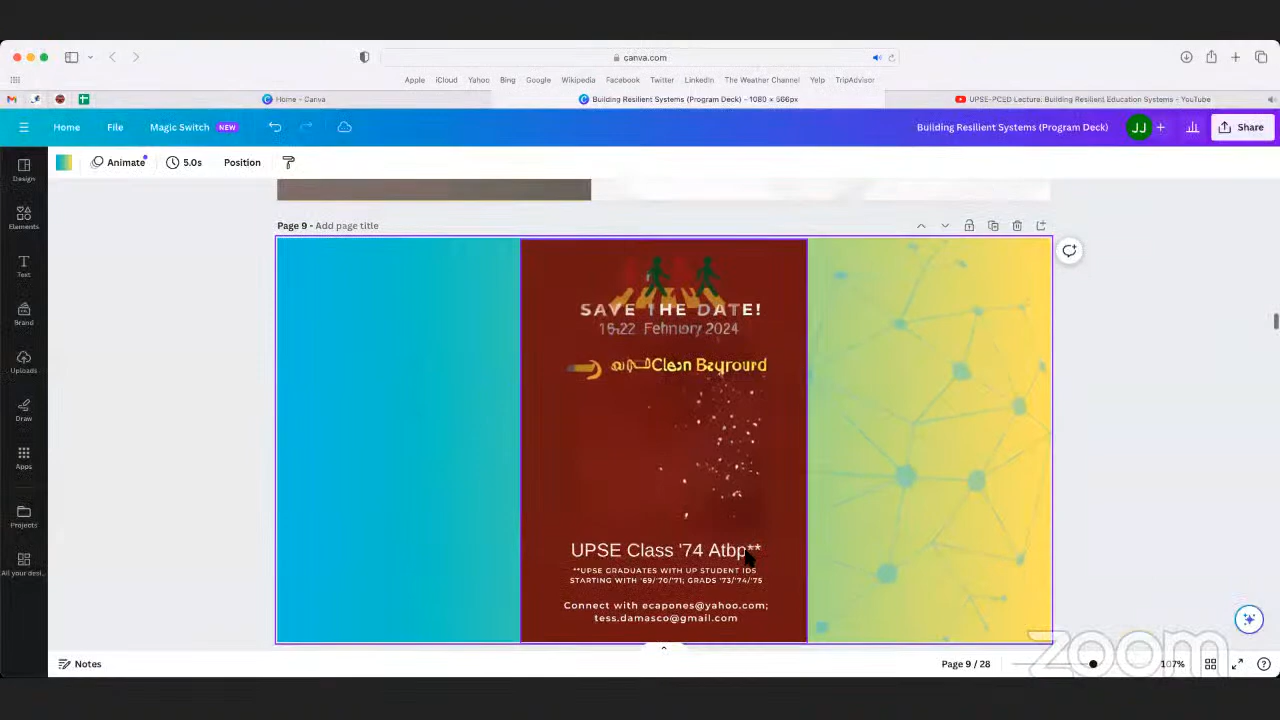 canva.com
Apple iCloud Yahoo Bing Google Wikipedia Facebook Twitter LinkedIn The Weather Channel Yelp TripAdvisor
Home - Canva
Building Resilient Systems (Program Deck) - 1080 × 566px
UPSE-PCED Lecture: Building Resilient Education Systems - YouTube
Home File Magic Switch NEW
Building Resilient Systems (Program Deck) JJ Share
Animate 5.0s Position
Design
Elements
Text
Brand
Uploads
Draw
Apps
Projects
All your desi...
Page 9 - Add page title
SAVE THE DATE!
2024
UPSE Class '74 Atbp**
**UPSE GRADUATES WITH UP STUDENT IDS
STARTING WITH '69/'70/'71; GRADS '73/'74/'75
Connect with ecapones@yahoo.com;
tess.damasco@gmail.com
Notes
Page 9 / 28
107%
zoom